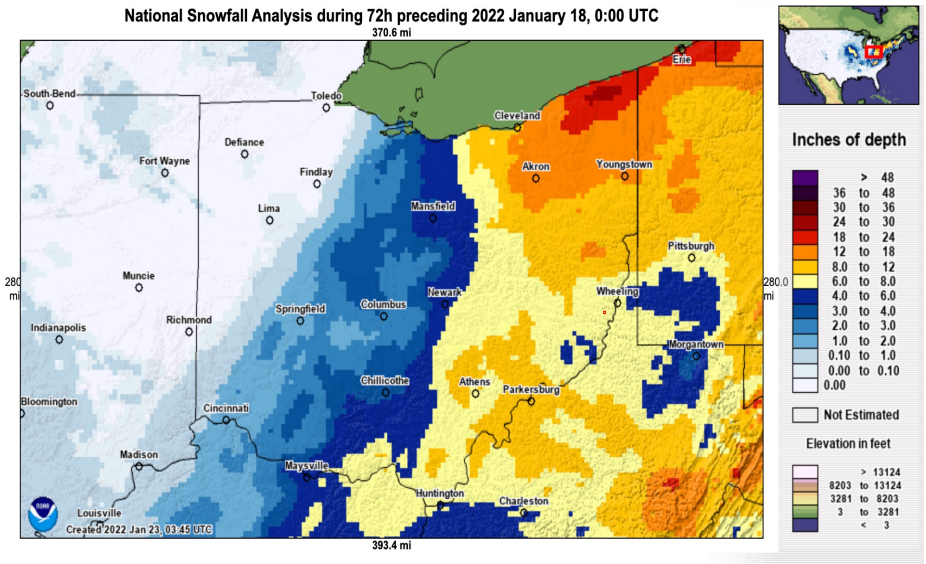 National Snowfall Analysis during 72h preceding 2022 January 18, 0:00 UTC
370.6 mi
Erie
South Bend
Toledo
Cleveland
Defiance
Fort Wayne
Akron
Youngstown
Findlay
Lima
Mansfield
Pittsburgh
Muncie
280
mi
280.0
mi
Newark
Wheeling
Springfield
Columbus
Richmond
Indianapolis
Morgantown
Chillicothe
Athens
Parkersburg
Bloomington
Cincinnati
Madison
Maysville
Huntington
Charleston
NOAA
Louisville
Created 2022 Jan 23, 03:45 UTC
393.4 mi
Inches of depth
> 48
36 to 48
30 to 36
24 to 30
18 to 24
12 to 18
8.0 to 12
6.0 to 8.0
4.0 to 6.0
3.0 to 4.0
2.0 to 3.0
1.0 to 2.0
0.10 to 1.0
0.00 to 0.10
0.00
Not Estimated
Elevation in feet
> 13124
8203 to 13124
3281 to 8203
3 to 3281
< 3